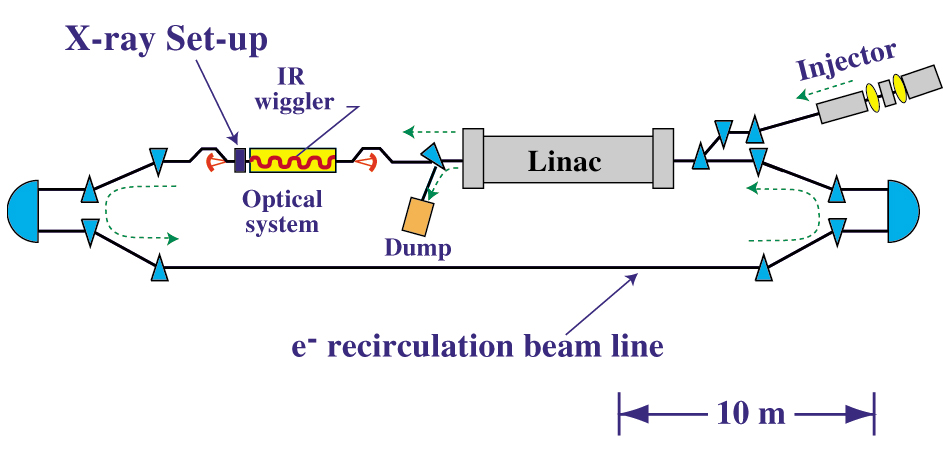 X-ray Set-up
IR
wiggler
Injector
Linac
Optical
system
Dump
e- recirculation beam line
10 m